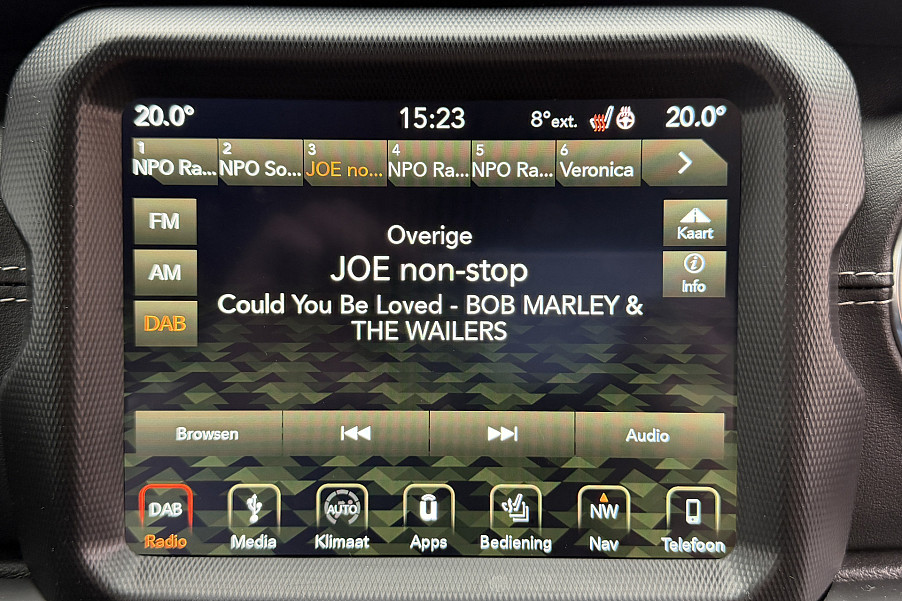 20.0° 15:23 8°ext. 20.0°
1 2 3 4 5 6
NPO Ra... NPO So... JOE no... NPO Ra... NPO Ra... Veronica
FM
AM
DAB
Overige
JOE non-stop
Could You Be Loved - BOB MARLEY &
THE WAILERS
Kaart
Info
Browsen Audio
DAB AUTO NW
Radio Media Klimaat Apps Bediening Nav Telefoon